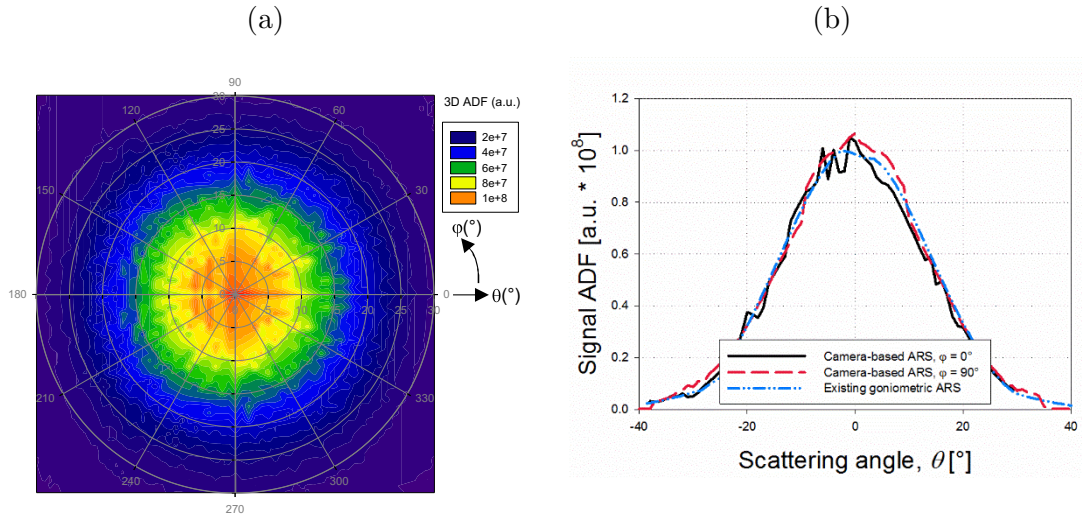 (a)
(b)
90
120
60
30
25
20
15
10
5
150
30
180
0
5
15
25
30
210
330
240
300
270
3D ADF (a.u.)
2e+7
4e+7
6e+7
8e+7
1e+8
φ(°)
θ(°)
Signal ADF [a.u. * 10⁸]
1.2
1.0
0.8
0.6
0.4
0.2
0.0
Camera-based ARS, φ = 0°
Camera-based ARS, φ = 90°
Existing goniometric ARS
-40
-20
0
20
40
Scattering angle, θ [°]